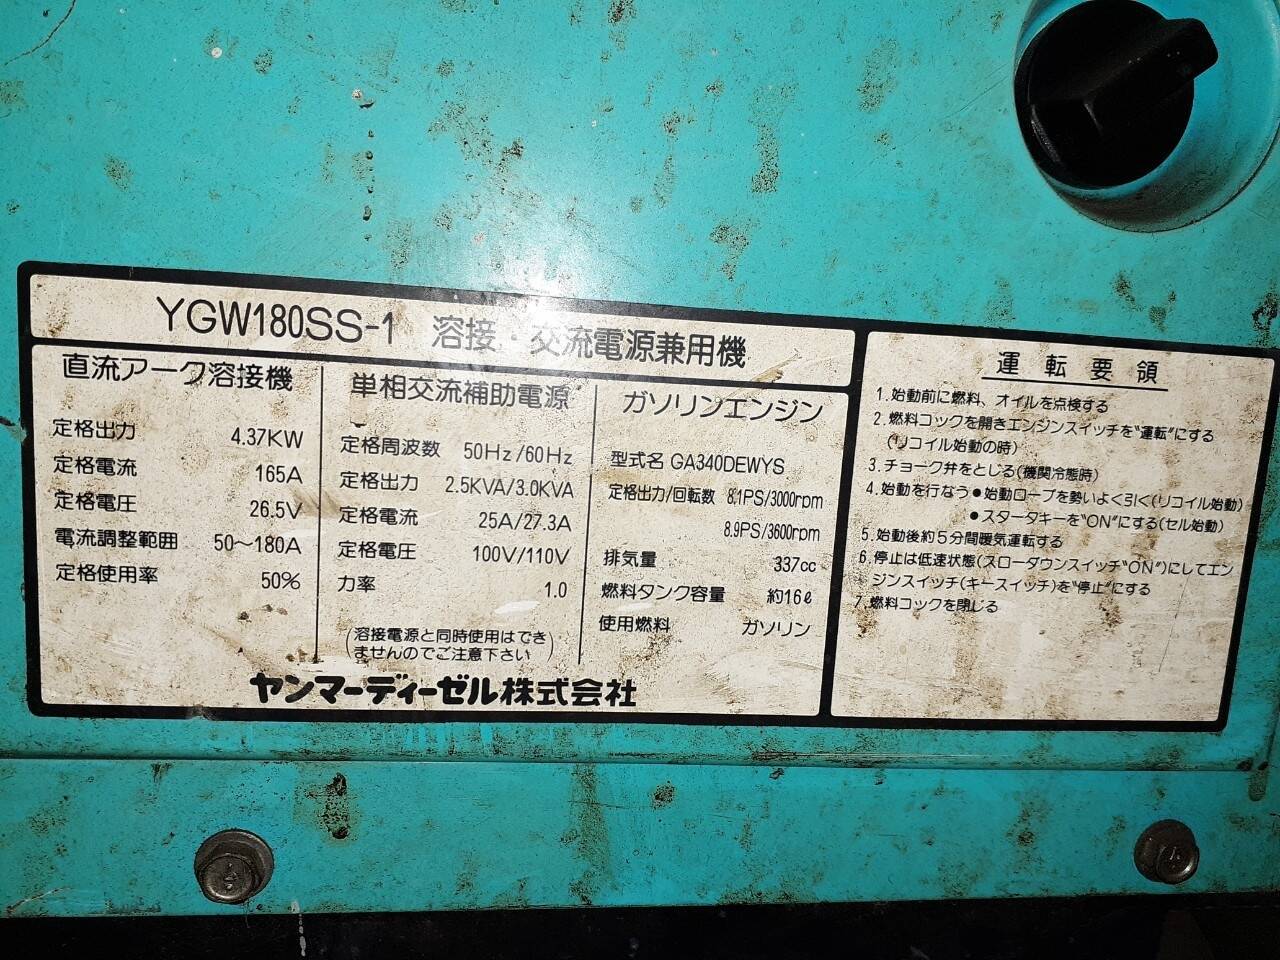 YGW180SS-1 溶接・交流電源兼用機
直流アーク溶接機
定格出力 4.37KW
定格電流 165A
定格電圧 26.5V
電流調整範囲 50〜180A
定格使用率 50%
単相交流補助電源
定格周波数 50Hz/60Hz
定格出力 2.5KVA/3.0KVA
定格電流 25A/27.3A
定格電圧 100V/110V
力率 1.0
(溶接電源と同時使用はでき
ませんのでご注意下さい)
ガソリンエンジン
型式名 GA340DEWYS
定格出力/回転数 8.1PS/3000rpm
8.9PS/3600rpm
排気量 337cc
燃料タンク容量 約16ℓ
使用燃料 ガソリン
ヤンマーディーゼル株式会社
運転要領
1.始動前に燃料、オイルを点検する
2.燃料コックを開きエンジンスイッチを“運転”にする
(リコイル始動の時)
3.チョーク弁をとじる(機関冷態時)
4.始動を行なう●始動ロープを勢いよく引く(リコイル始動)
●スタータキーを“ON”にする(セル始動)
5.始動後約5分間暖気運転する
6.停止は低速状態(スローダウンスイッチ“ON”)にしてエン
ジンスイッチ(キースイッチ)を“停止”にする
7.燃料コックを閉じる